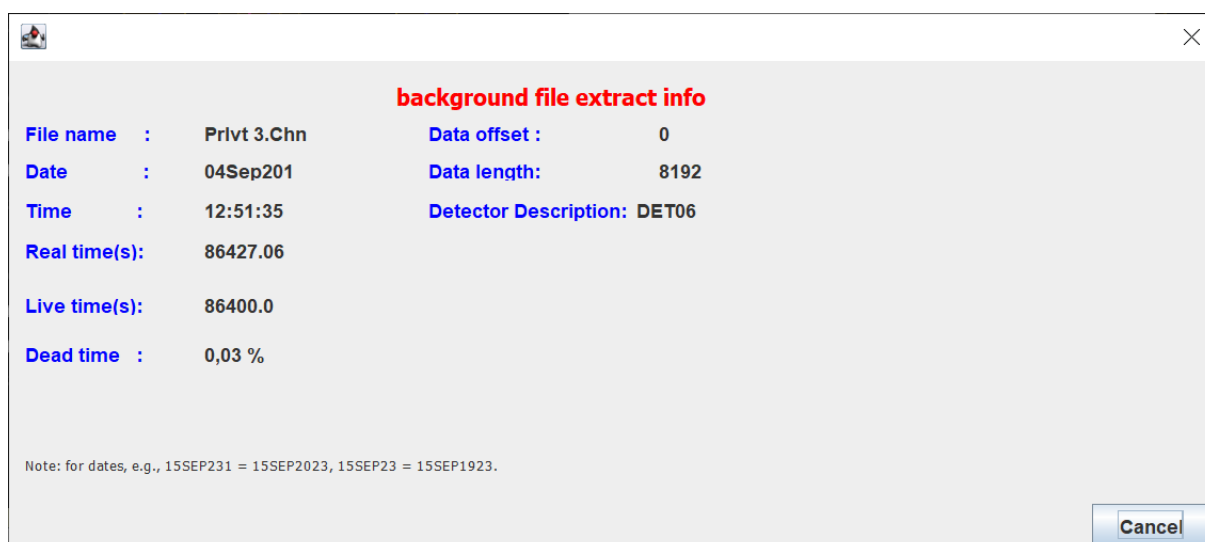 background file extract info
File name : Prlvt 3.Chn Data offset : 0
Date : 04Sep201 Data length: 8192
Time : 12:51:35 Detector Description: DET06
Real time(s): 86427.06
Live time(s): 86400.0
Dead time : 0,03 %
Note: for dates, e.g., 15SEP231 = 15SEP2023, 15SEP23 = 15SEP1923.
Cancel